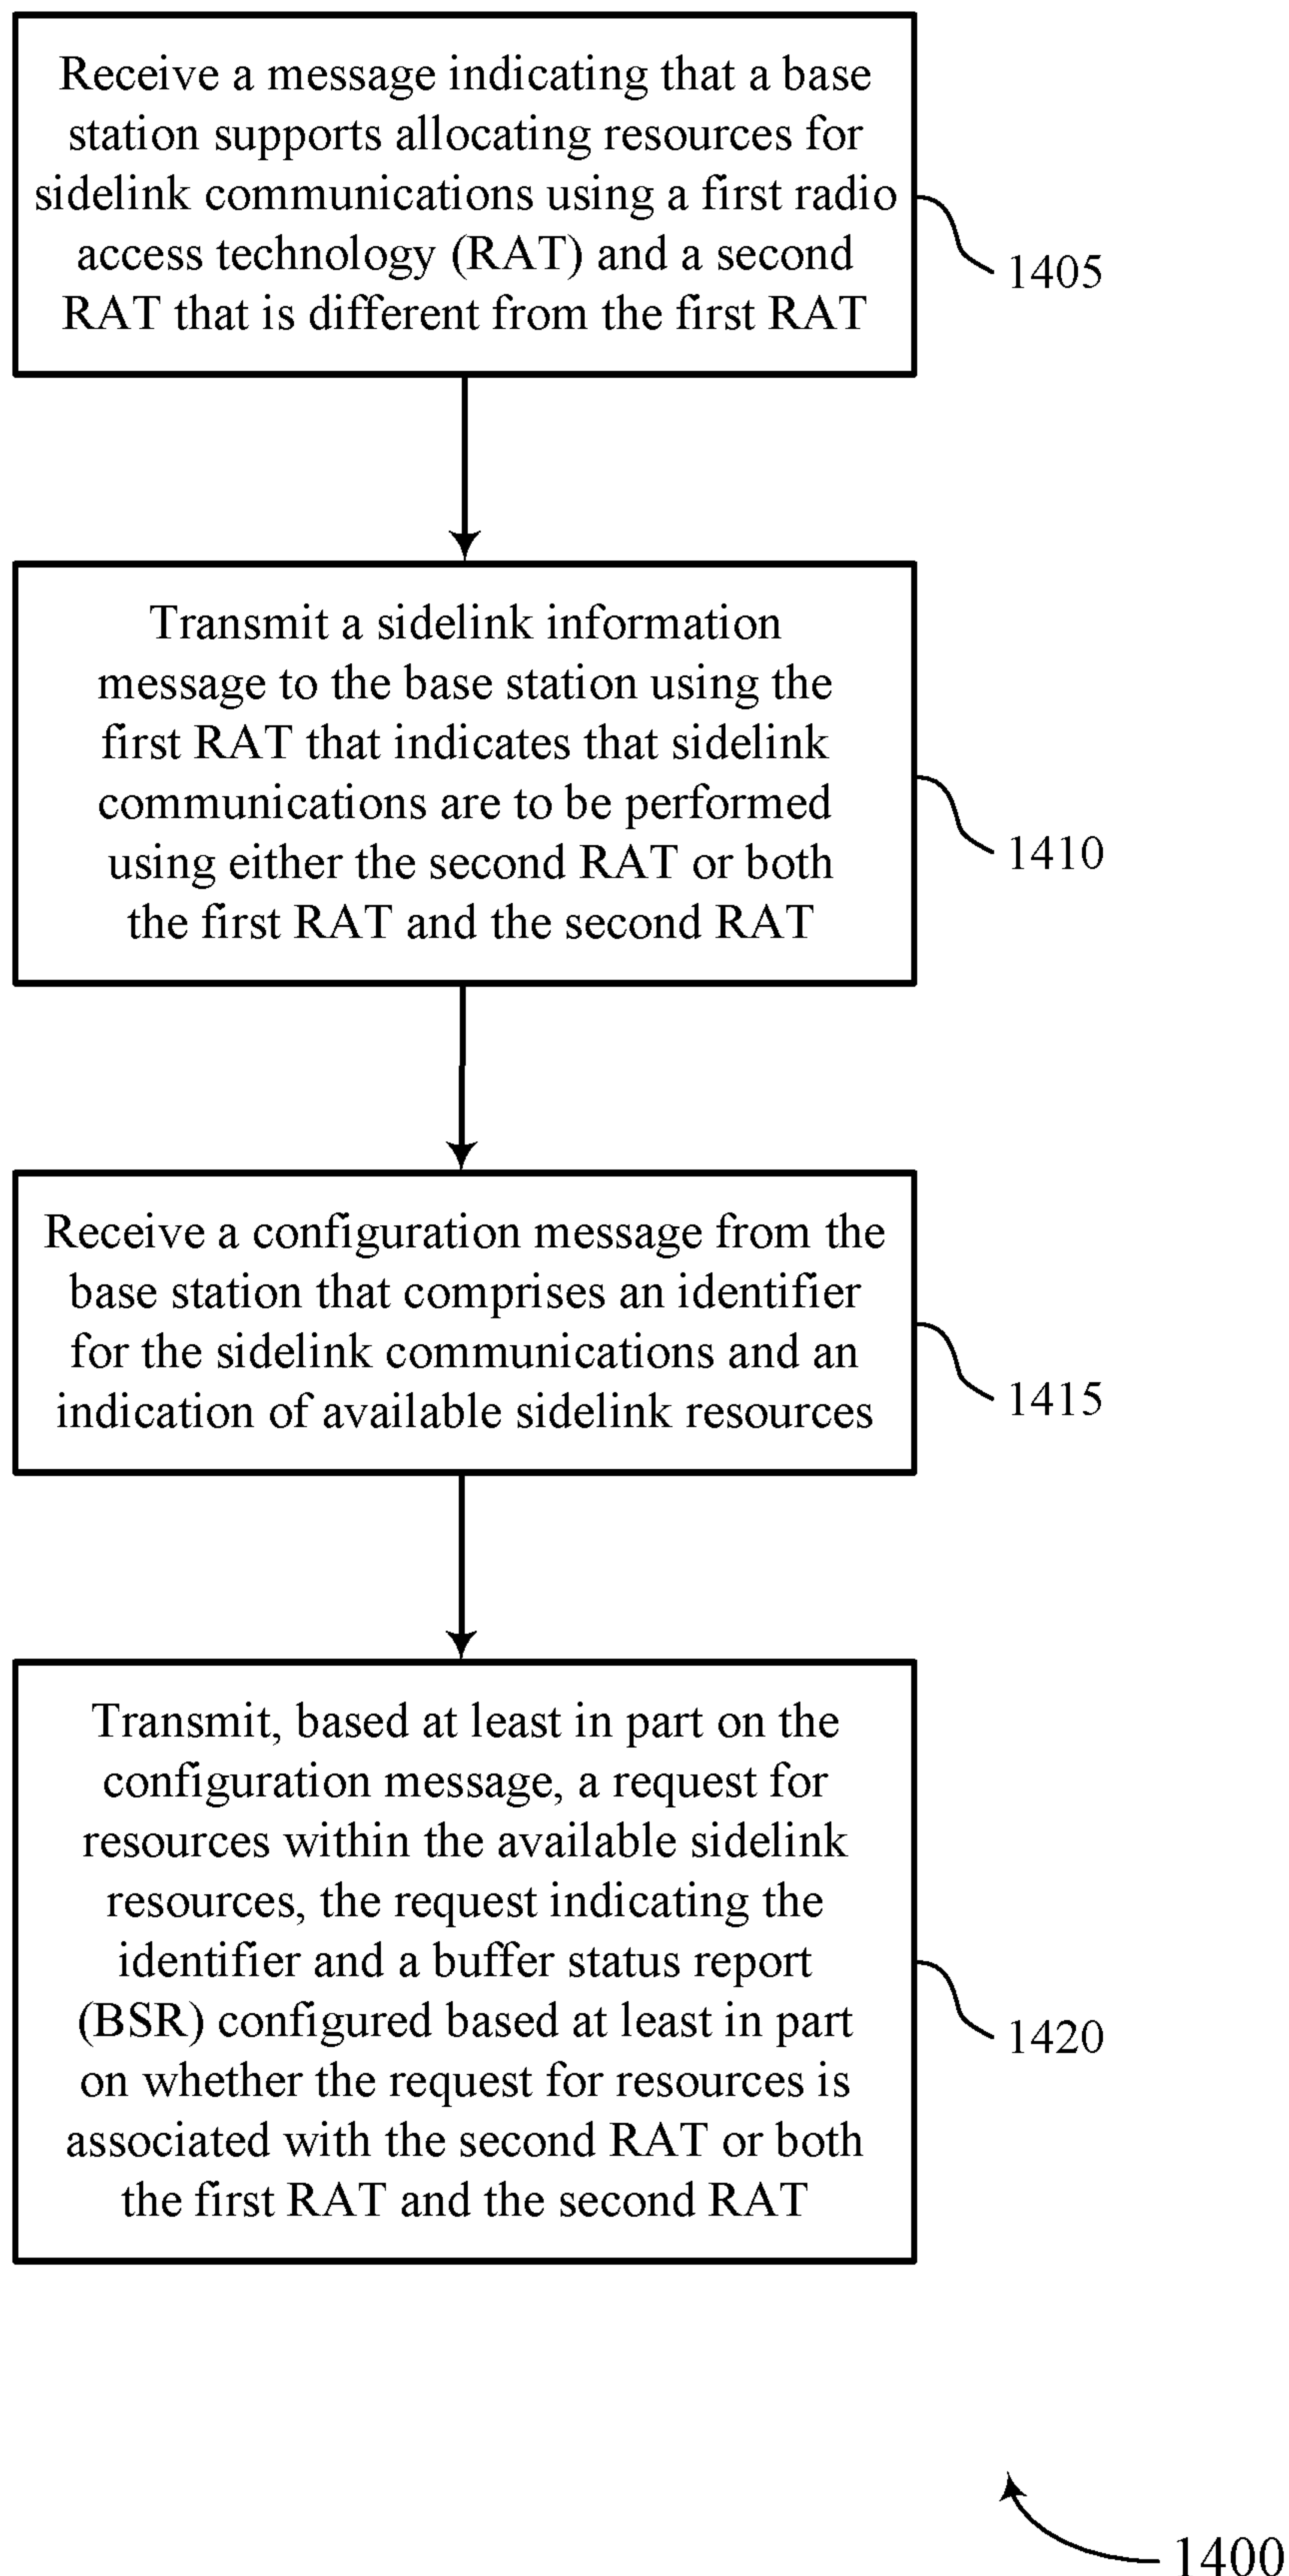 Receive a message indicating that a base
station supports allocating resources for
sidelink communications using a first radio
access technology (RAT) and a second
RAT that is different from the first RAT
1405
Transmit a sidelink information
message to the base station using the
first RAT that indicates that sidelink
communications are to be performed
using either the second RAT or both
the first RAT and the second RAT
1410
Receive a configuration message from the
base station that comprises an identifier
for the sidelink communications and an
indication of available sidelink resources
1415
Transmit, based at least in part on the
configuration message, a request for
resources within the available sidelink
resources, the request indicating the
identifier and a buffer status report
(BSR) configured based at least in part
on whether the request for resources is
associated with the second RAT or both
the first RAT and the second RAT
1420
1400